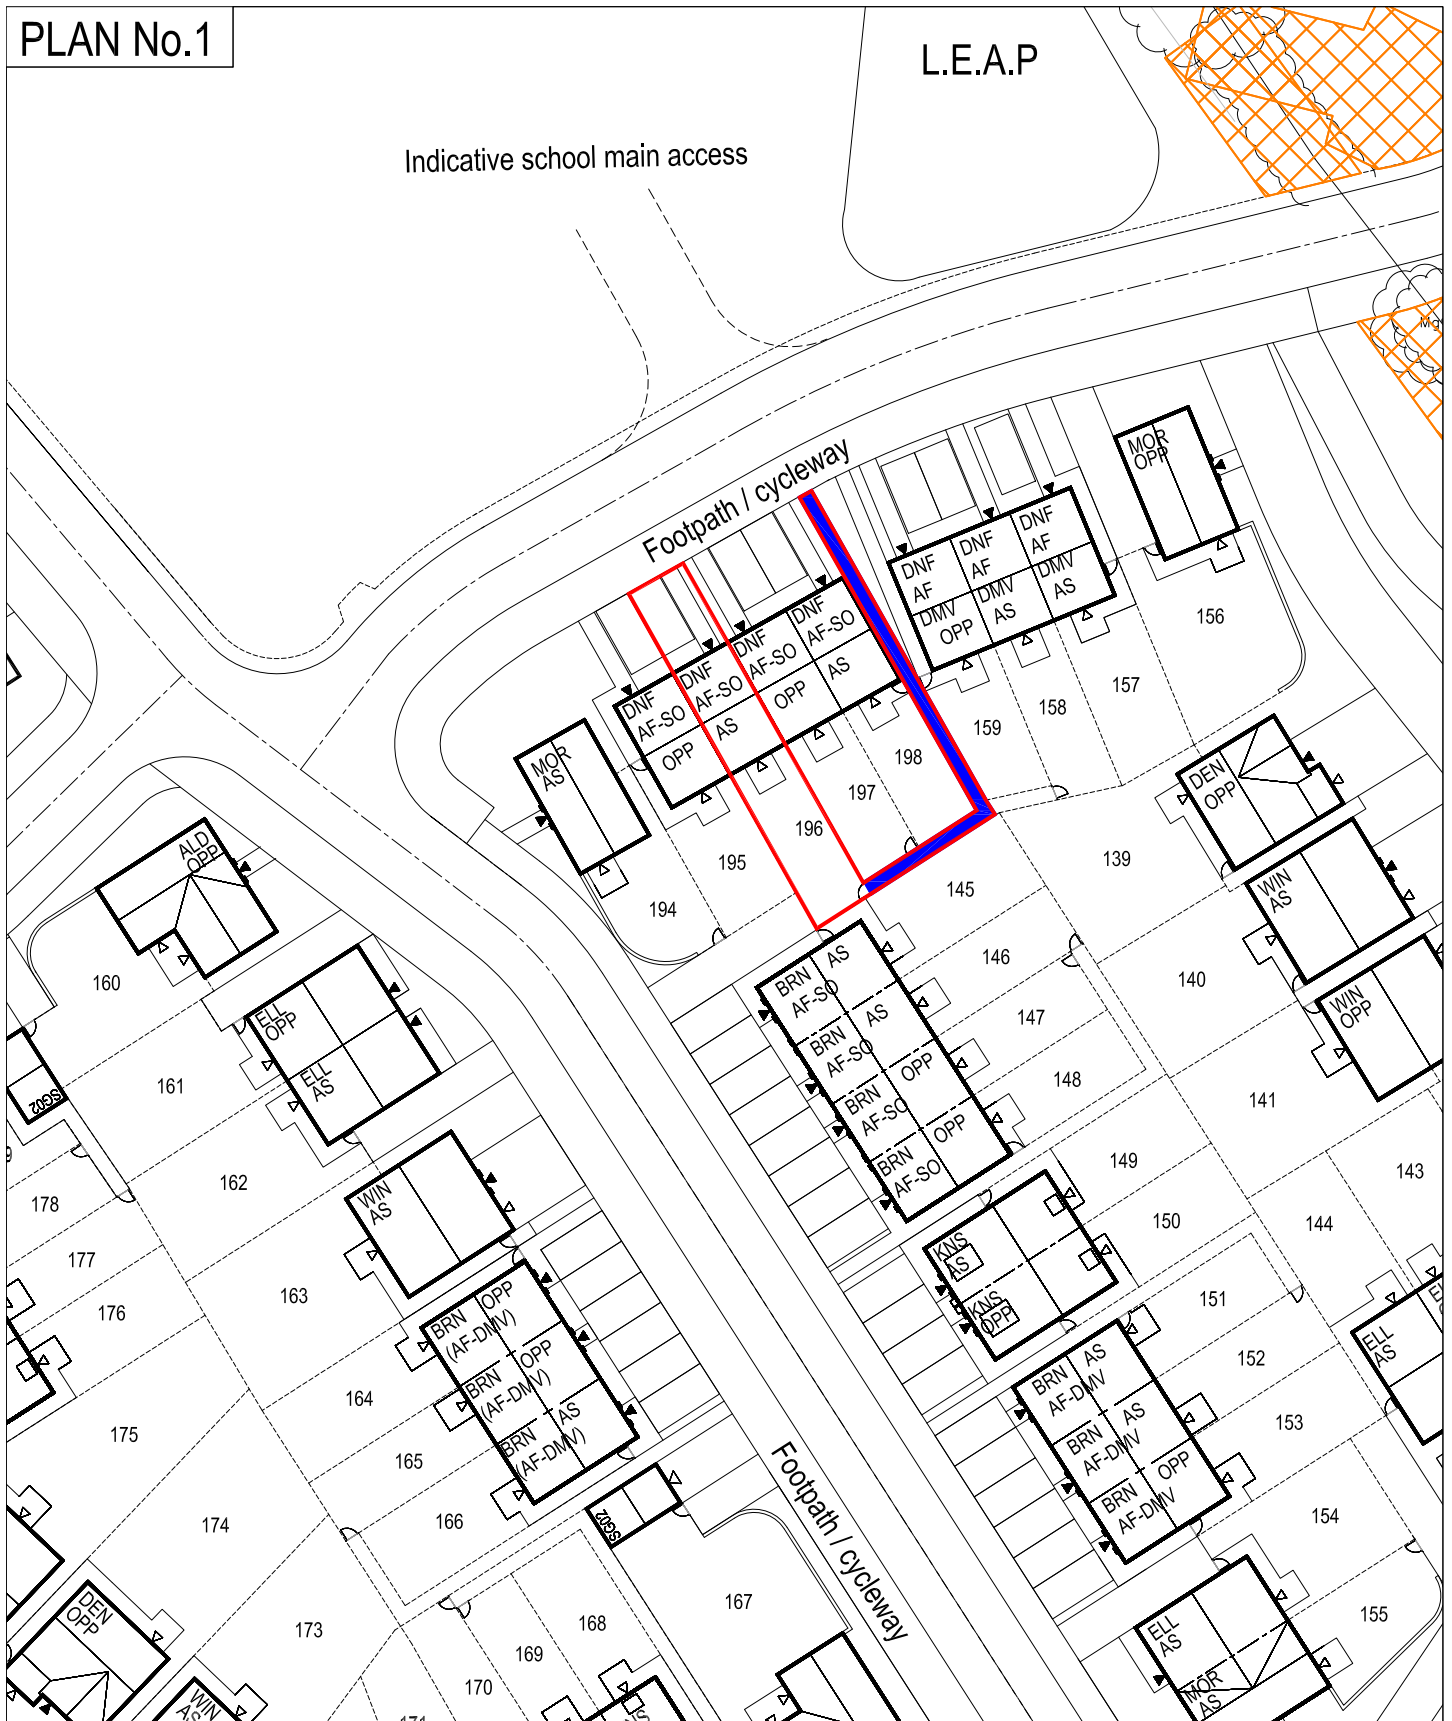 PLAN No.1
L.E.A.P
Indicative school main access
Footpath / cycleway
MOR
OPP
DNF
AF
DNF
AF
DNF
AF
DMV
OPP
DMV
AS
DMV
AS
DNF
AF-SO
DNF
AF-SO
DNF
AF-SO
DNF
AF-SO
OPP
AS
OPP
AS
MOR
AS
156
157
158
159
198
197
196
195
194
DEN
OPP
139
145
WIN
AS
ALD
OPP
160
146
140
WIN
OPP
BRN
AF-SO
AS
BRN
AF-SO
AS
BRN
AF-SO
OPP
BRN
AF-SO
OPP
ELL
OPP
ELL
AS
147
148
141
161
SG02
162
178
177
176
WIN
AS
163
149
143
150
144
KNS
AS
KNS
OPP
151
152
153
BRN
(AF-DMV)
OPP
BRN
(AF-DMV)
OPP
BRN
(AF-DMV)
AS
164
165
166
175
174
BRN
AF-DMV
AS
BRN
AF-DMV
AS
BRN
AF-DMV
OPP
ELL
AS
154
155
Footpath / cycleway
SG02
167
168
169
170
173
DEN
OPP
WIN
ELL
AS
MOR
AS